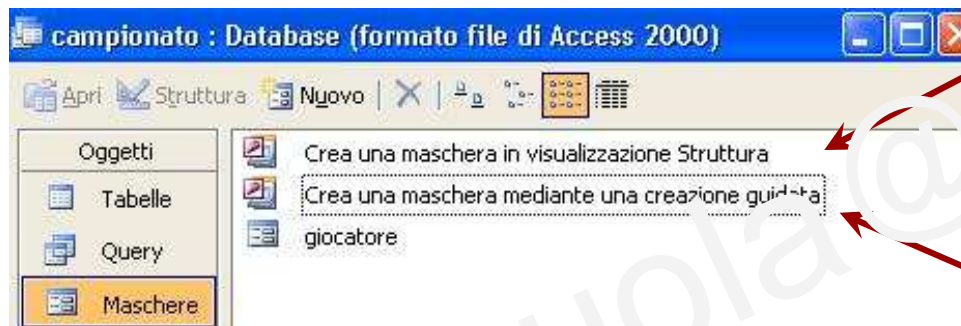 campionato : Database (formato file di Access 2000)
Apri Struttura Nuovo
Oggetti
Crea una maschera in visualizzazione Struttura
Tabelle
Crea una maschera mediante una creazione guidata
Query
giocatore
Maschere
uola@